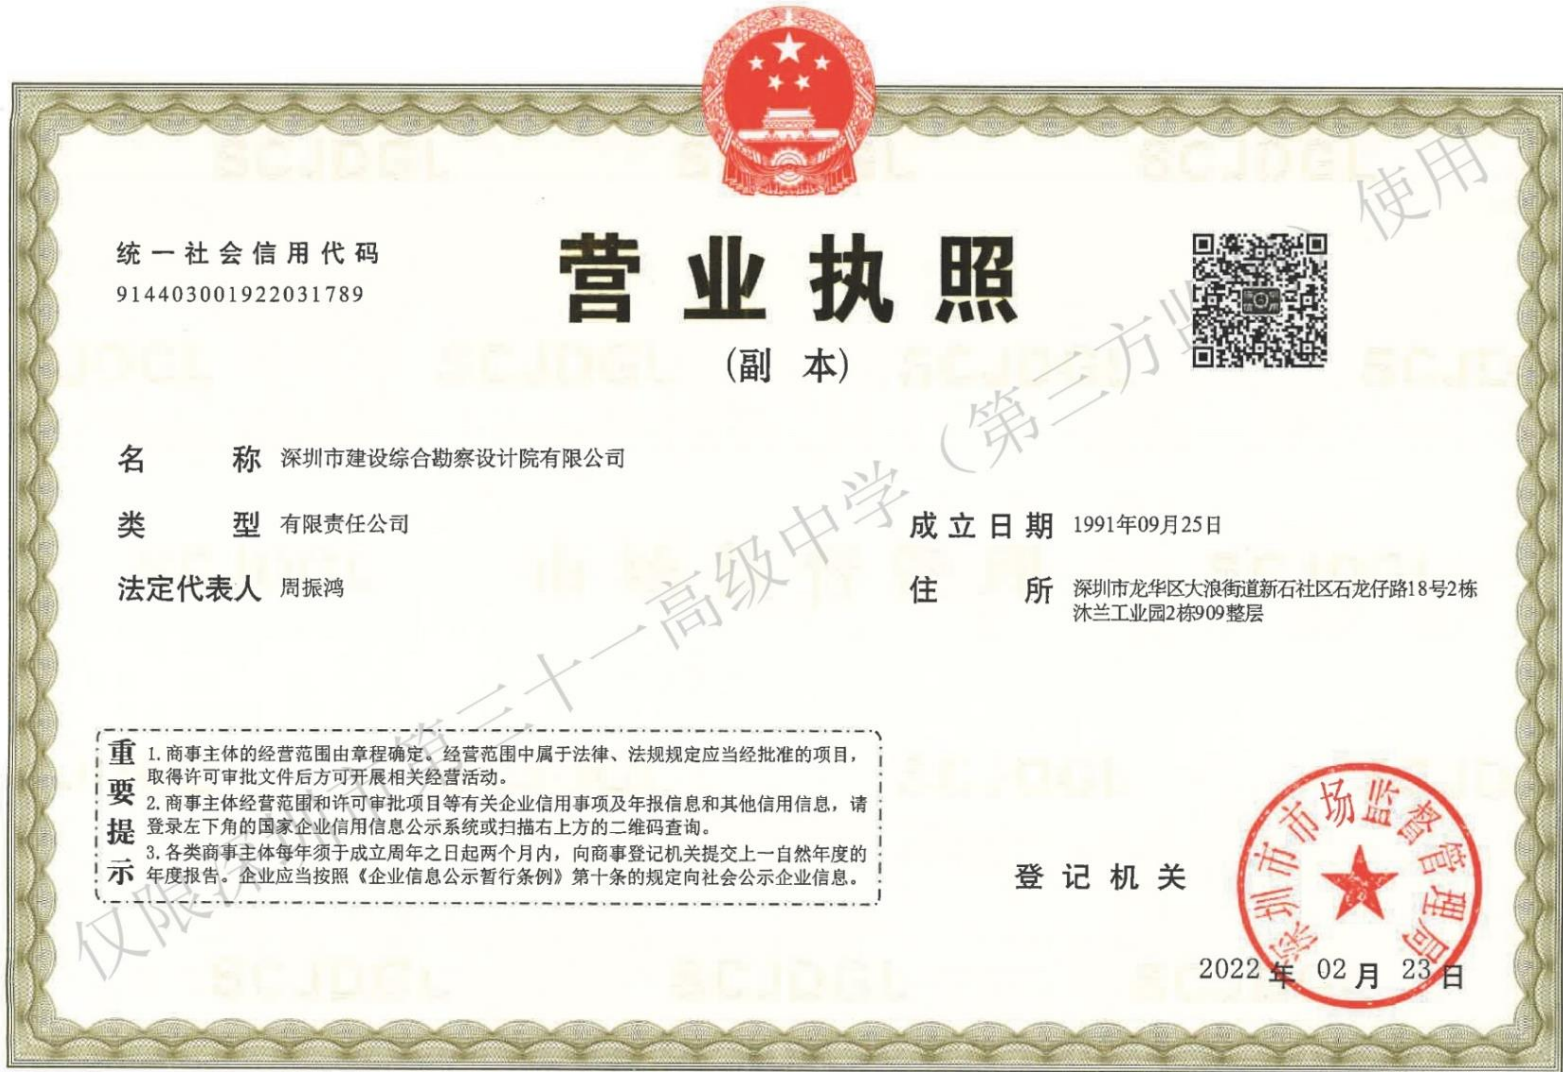 统一社会信用代码
914403001922031789
营业执照
(副 本)
名 称 深圳市建设综合勘察设计院有限公司
类 型 有限责任公司
法定代表人 周振鸿
成立日期 1991年09月25日
住 所 深圳市龙华区大浪街道新石社区石龙仔路18号2栋
沐兰工业园2栋909整层
重要提示
1.商事主体的经营范围由章程确定。经营范围中属于法律、法规规定应当经批准的项目,
取得许可审批文件后方可开展相关经营活动。
2.商事主体经营范围和许可审批项目等有关企业信用事项及年报信息和其他信用信息,请
登录左下角的国家企业信用信息公示系统或扫描右上方的二维码查询。
3.各类商事主体每年须于成立周年之日起两个月内,向商事登记机关提交上一自然年度的
年度报告。企业应当按照《企业信息公示暂行条例》第十条的规定向社会公示企业信息。
登记机关
深圳市市场监督管理局
2022年 02月 23日
仅限深圳市第三十一高级中学(第三方监 )使用
SCJDGL